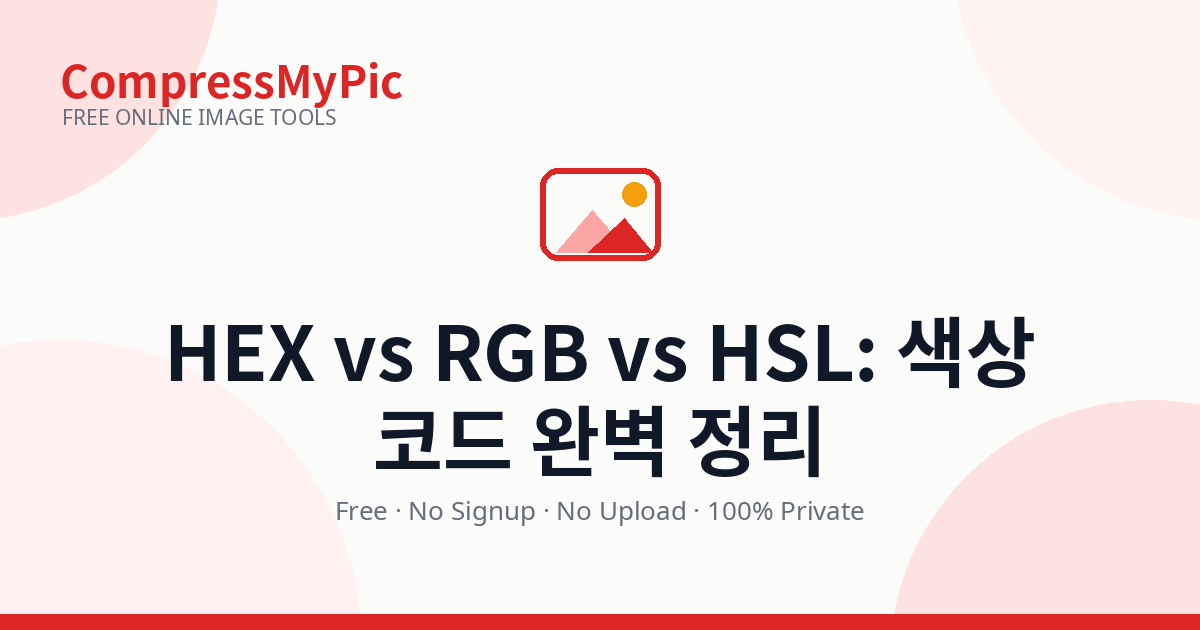 CompressMyPic
FREE ONLINE IMAGE TOOLS
HEX vs RGB vs HSL: 색상
코드 완벽 정리
Free · No Signup · No Upload · 100% Private